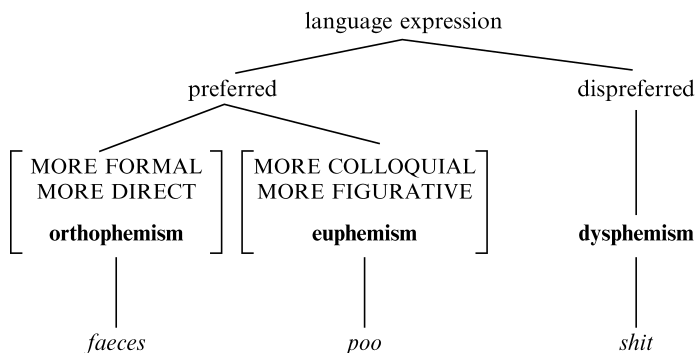 language expression
preferred
dispreferred
MORE FORMAL
MORE DIRECT
orthophemism
MORE COLLOQUIAL
MORE FIGURATIVE
euphemism
dysphemism
faeces
poo
shit